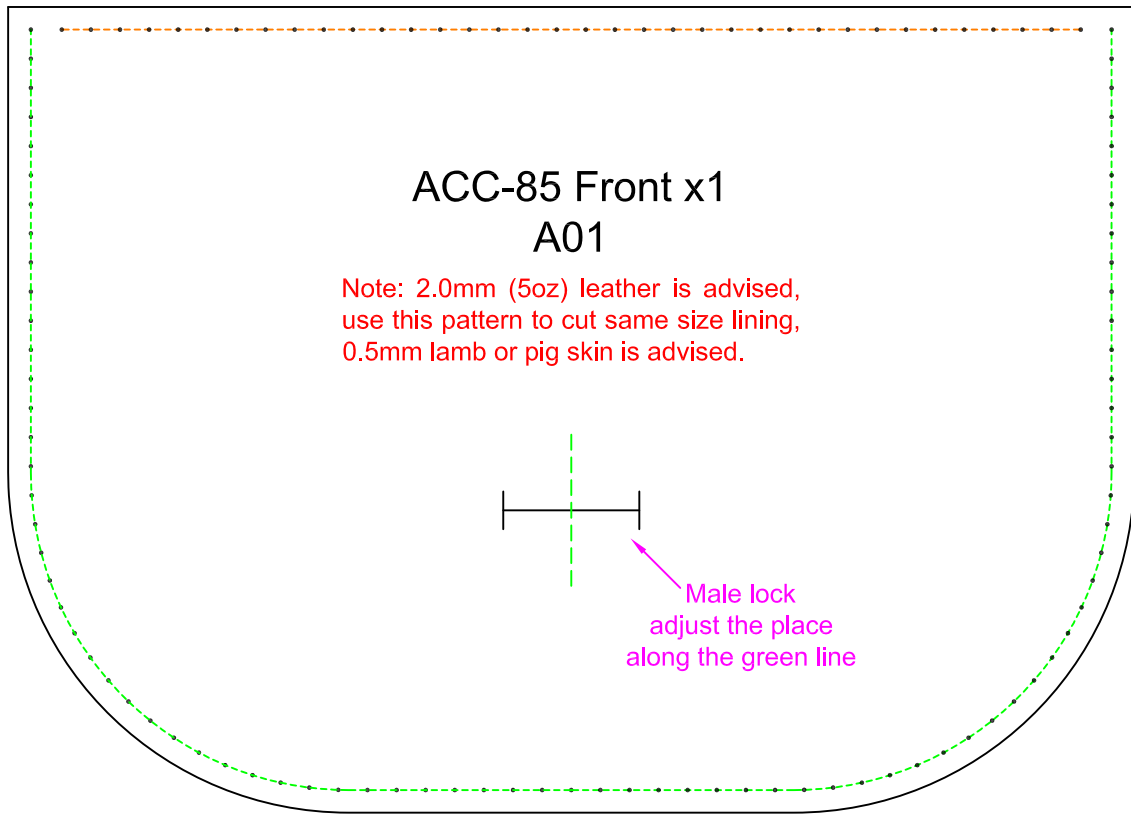 ACC-85 Front x1
A01
Note: 2.0mm (5oz) leather is advised,
use this pattern to cut same size lining,
0.5mm lamb or pig skin is advised.
Male lock
adjust the place
along the green line